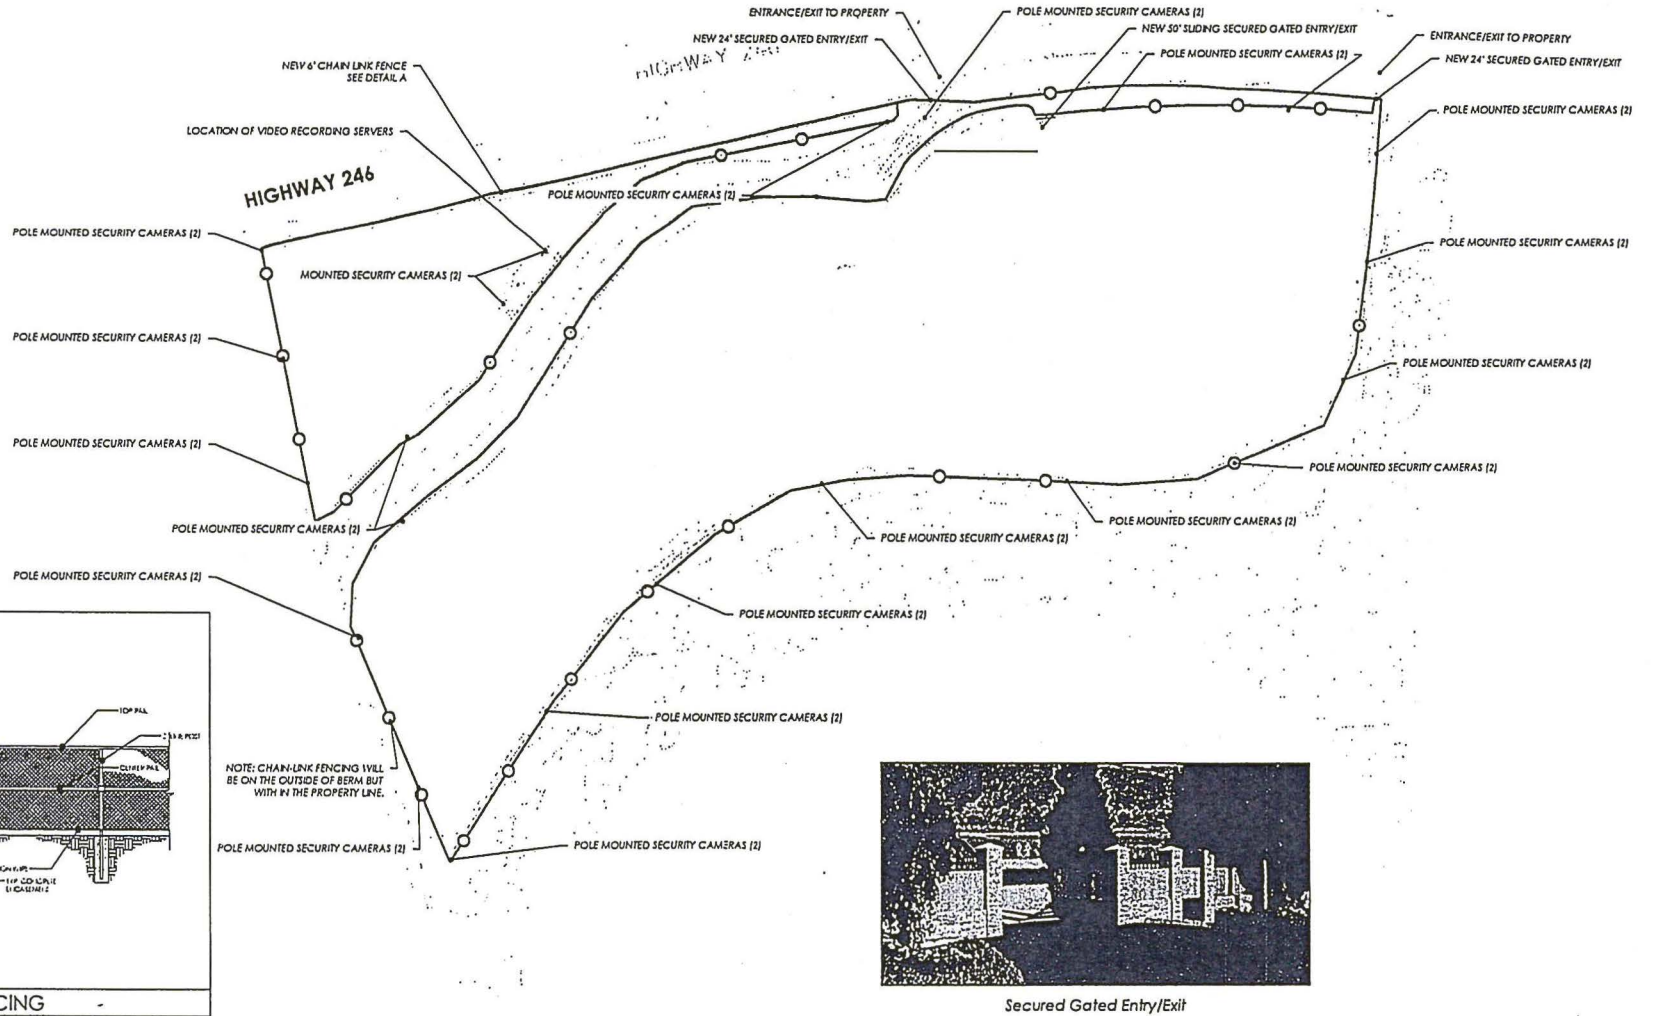 ENTRANCE/EXIT TO PROPERTY
POLE MOUNTED SECURITY CAMERAS (2)
NEW 24' SECURED GATED ENTRY/EXIT
NEW 50' SLIDING SECURED GATED ENTRY/EXIT
ENTRANCE/EXIT TO PROPERTY
POLE MOUNTED SECURITY CAMERAS (2)
NEW 24' SECURED GATED ENTRY/EXIT
NEW 6' CHAIN LINK FENCE
SEE DETAIL A
HIGHWAY
POLE MOUNTED SECURITY CAMERAS (2)
LOCATION OF VIDEO RECORDING SERVERS
HIGHWAY 246
POLE MOUNTED SECURITY CAMERAS (2)
POLE MOUNTED SECURITY CAMERAS (2)
POLE MOUNTED SECURITY CAMERAS (2)
MOUNTED SECURITY CAMERAS (2)
POLE MOUNTED SECURITY CAMERAS (2)
POLE MOUNTED SECURITY CAMERAS (2)
POLE MOUNTED SECURITY CAMERAS (2)
POLE MOUNTED SECURITY CAMERAS (2)
POLE MOUNTED SECURITY CAMERAS (2)
POLE MOUNTED SECURITY CAMERAS (2)
POLE MOUNTED SECURITY CAMERAS (2)
POLE MOUNTED SECURITY CAMERAS (2)
POLE MOUNTED SECURITY CAMERAS (2)
POLE MOUNTED SECURITY CAMERAS (2)
TOP RAIL
POLE MOUNTED SECURITY CAMERAS (2)
NOTE: CHAIN-LINK FENCING WILL
BE ON THE OUTSIDE OF BERM BUT
WITH IN THE PROPERTY LINE.
POLE MOUNTED SECURITY CAMERAS (2)
POLE MOUNTED SECURITY CAMERAS (2)
CING -
Secured Gated Entry/Exit